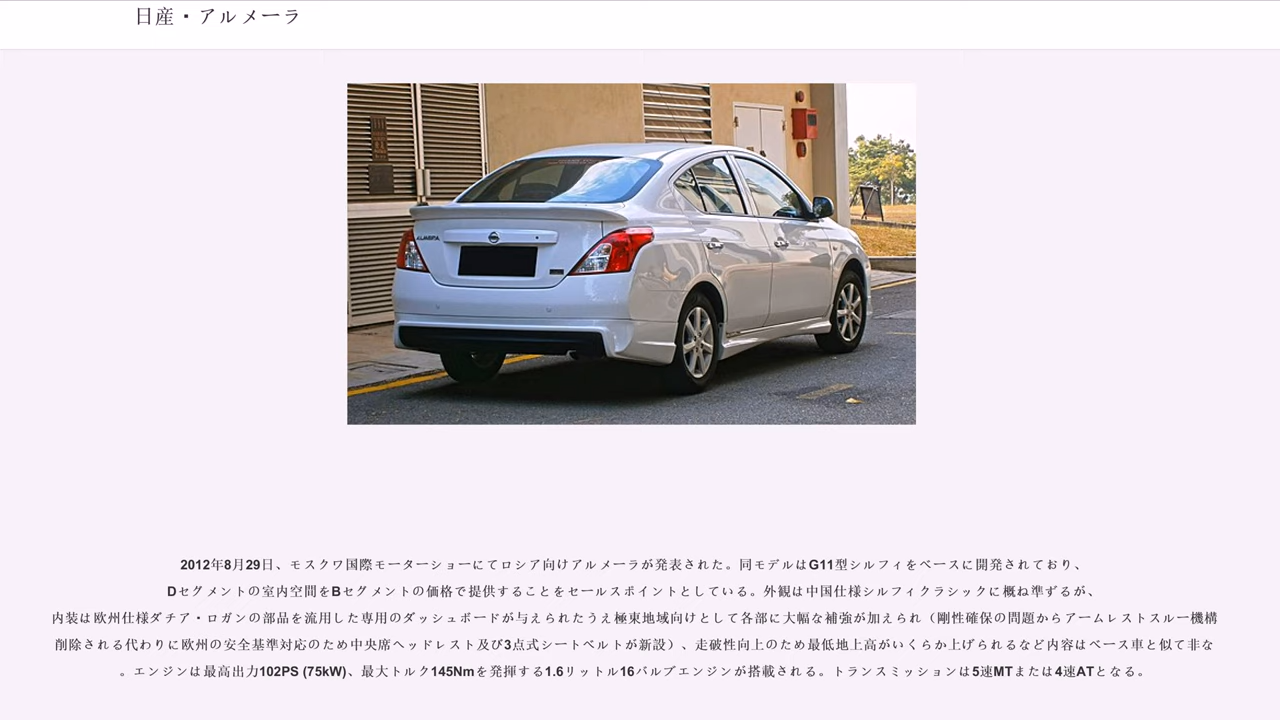 日産・アルメーラ
ALMERA
2012年8月29日、モスクワ国際モーターショーにてロシア向けアルメーラが発表された。同モデルはG11型シルフィをベースに開発されており、
Dセグメントの室内空間をBセグメントの価格で提供することをセールスポイントとしている。外観は中国仕様シルフィクラシックに概ね準ずるが、
内装は欧州仕様ダチア・ロガンの部品を流用した専用のダッシュボードが与えられたうえ極東地域向けとして各部に大幅な補強が加えられ（剛性確保の問題からアームレストスルー機構
削除される代わりに欧州の安全基準対応のため中央席ヘッドレスト及び3点式シートベルトが新設）、走破性向上のため最低地上高がいくらか上げられるなど内容はベース車と似て非な
。エンジンは最高出力102PS (75kW)、最大トルク145Nmを発揮する1.6リットル16バルブエンジンが搭載される。トランスミッションは5速MTまたは4速ATとなる。